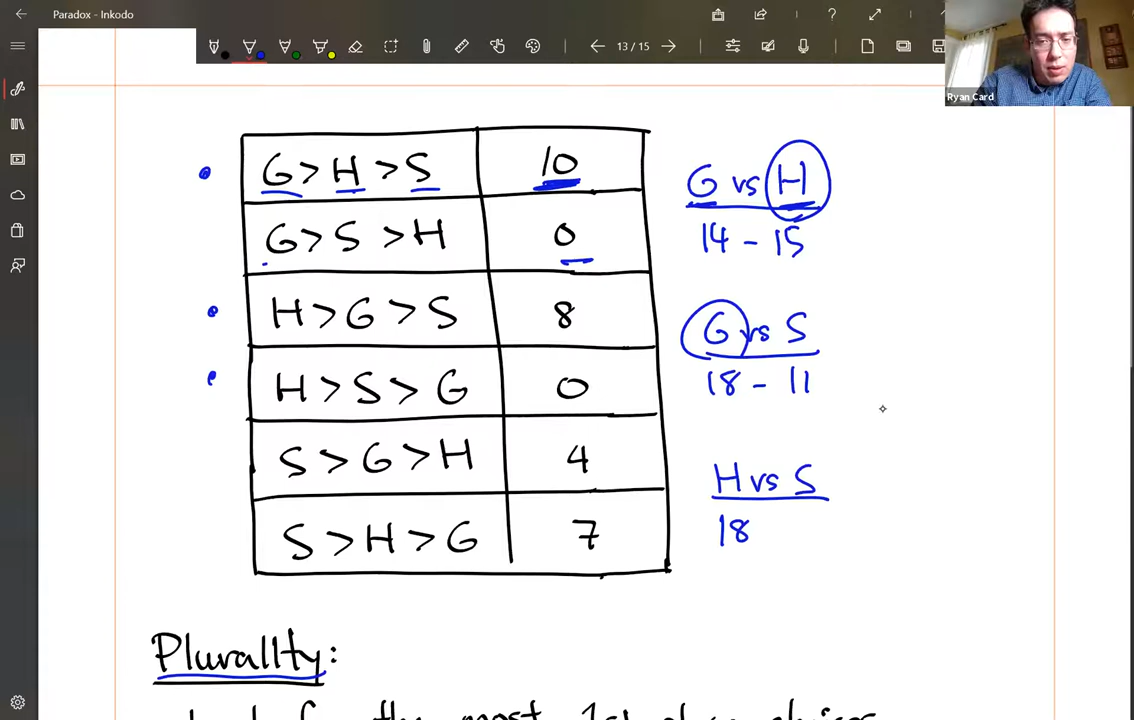 Paradox - Inkodo
13 / 15
Ryan Card
G > H > S 10
G > S > H 0
H > G > S 8
H > S > G 0
S > G > H 4
S > H > G 7
G vs H
14 - 15
G vs S
18 - 11
H vs S
18
Plurallty: